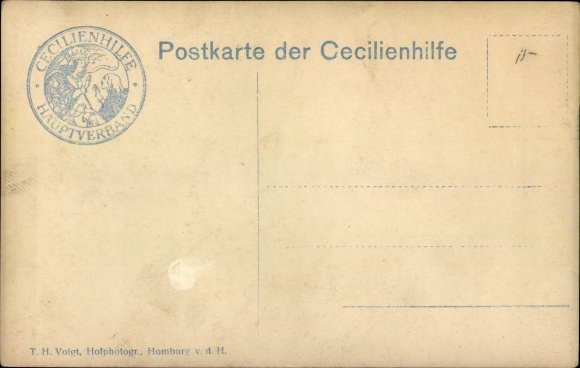 CECILIENHILFE
HAUPTVERBAND
Postkarte der Cecilienhilfe
T. H. Voigt, Hofphotogr., Homburg v. d. H.